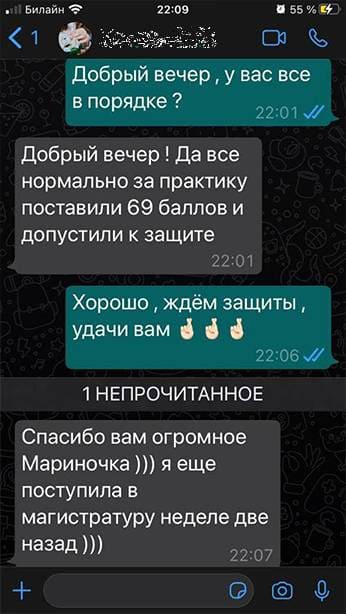 Билайн
22:09
55 %
1
Добрый вечер , у вас все
в порядке ?
22:01
Добрый вечер ! Да все
нормально за практику
поставили 69 баллов и
допустили к защите
22:01
Хорошо , ждём защиты ,
удачи вам 🤞🏻🤞🏻🤞🏻
22:06
1 НЕПРОЧИТАННОЕ
Спасибо вам огромное
Мариночка ))) я еще
поступила в
магистратуру неделе две
назад )))
22:07